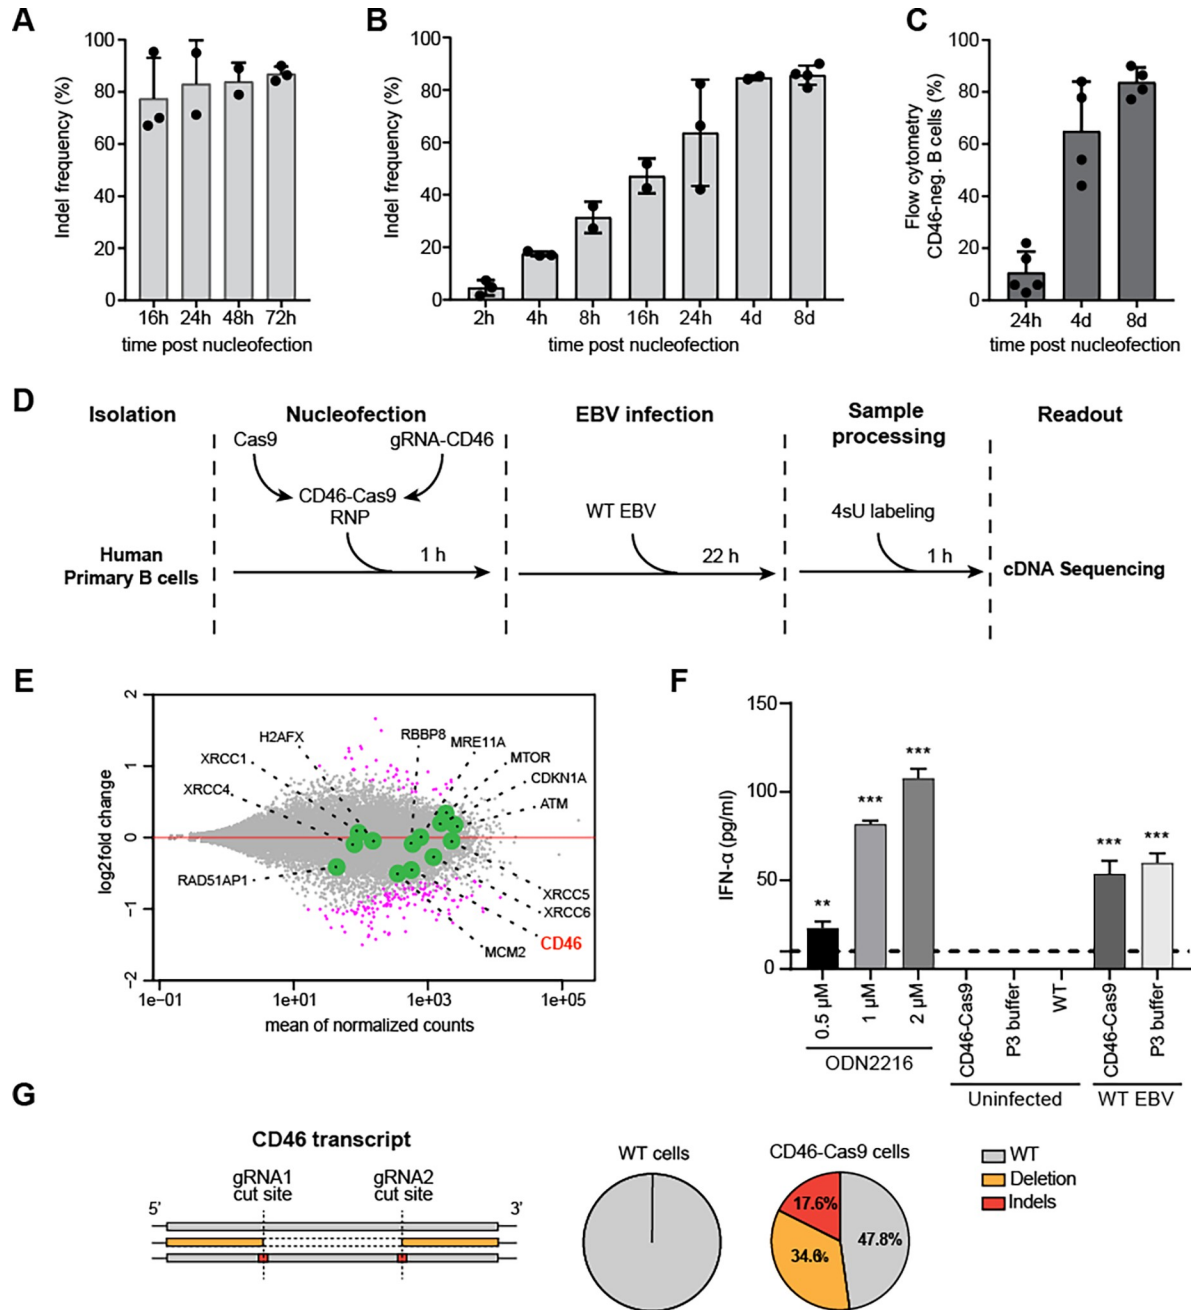 A
Indel frequency (%)
100
80
60
40
20
0
16h 24h 48h 72h
time post nucleofection
B
Indel frequency (%)
100
80
60
40
20
0
2h 4h 8h 16h 24h 4d 8d
time post nucleofection
C
Flow cytometry
CD46-neg. B cells (%)
100
80
60
40
20
0
24h 4d 8d
time post nucleofection
D
Isolation
Nucleofection
EBV infection
Sample
processing
Readout
Cas9
gRNA-CD46
CD46-Cas9
RNP
WT EBV
4sU labeling
1 h
22 h
1 h
Human
Primary B cells
cDNA Sequencing
E
log2fold change
2
1
0
−1
−2
H2AFX
RBBP8
MRE11A
XRCC1
MTOR
XRCC4
CDKN1A
ATM
RAD51AP1
XRCC5
XRCC6
CD46
MCM2
1e−01 1e+01 1e+03 1e+05
mean of normalized counts
F
IFN-α (pg/ml)
150
100
50
0
**
***
***
***
***
0.5 µM
1 µM
2 µM
CD46-Cas9
P3 buffer
WT
CD46-Cas9
P3 buffer
ODN2216
Uninfected
WT EBV
G
CD46 transcript
gRNA1
cut site
gRNA2
cut site
5'
3'
WT cells
CD46-Cas9 cells
17.6%
47.8%
34.6%
WT
Deletion
Indels